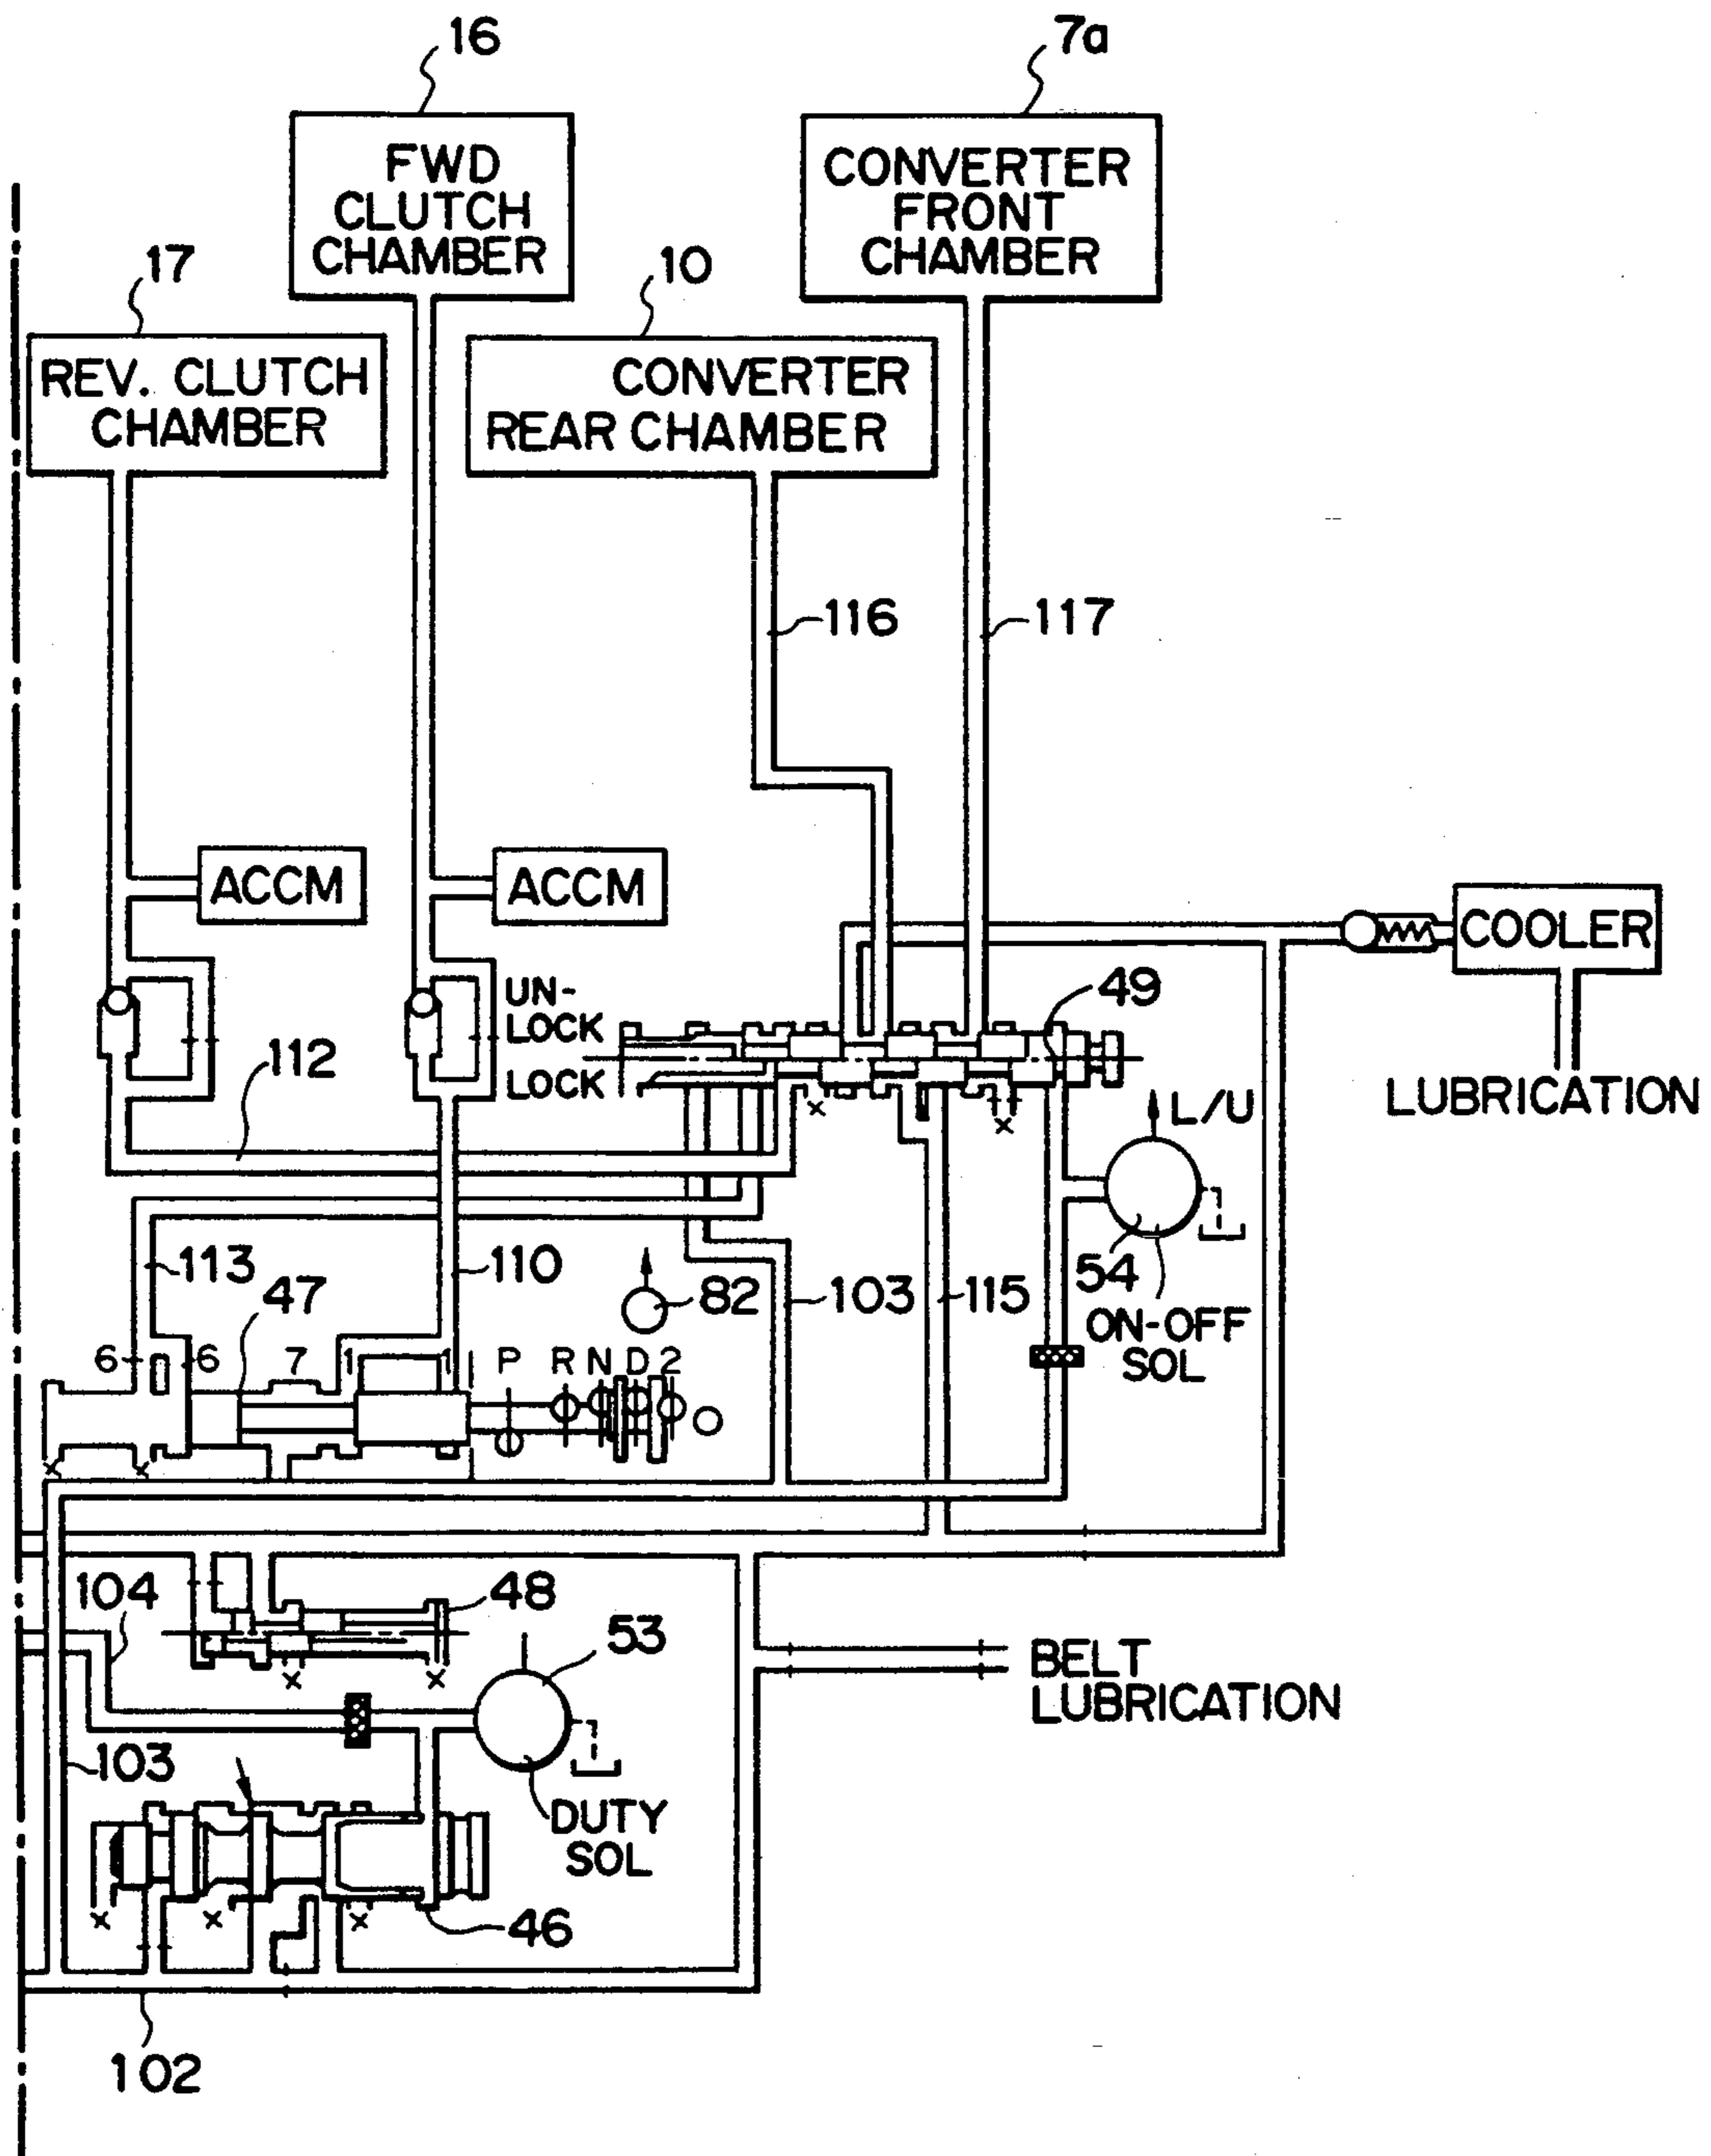 16
7a
FWD
CLUTCH
CHAMBER
CONVERTER
FRONT
CHAMBER
17
10
REV. CLUTCH
CHAMBER
CONVERTER
REAR CHAMBER
116
117
ACCM
ACCM
COOLER
UN-
LOCK
LOCK
49
112
L/U
LUBRICATION
113
110
54
47
82
103
115
ON-OFF
SOL
6
6
7
1
1
P
R
N
D
2
104
48
53
BELT
LUBRICATION
103
DUTY
SOL
46
102